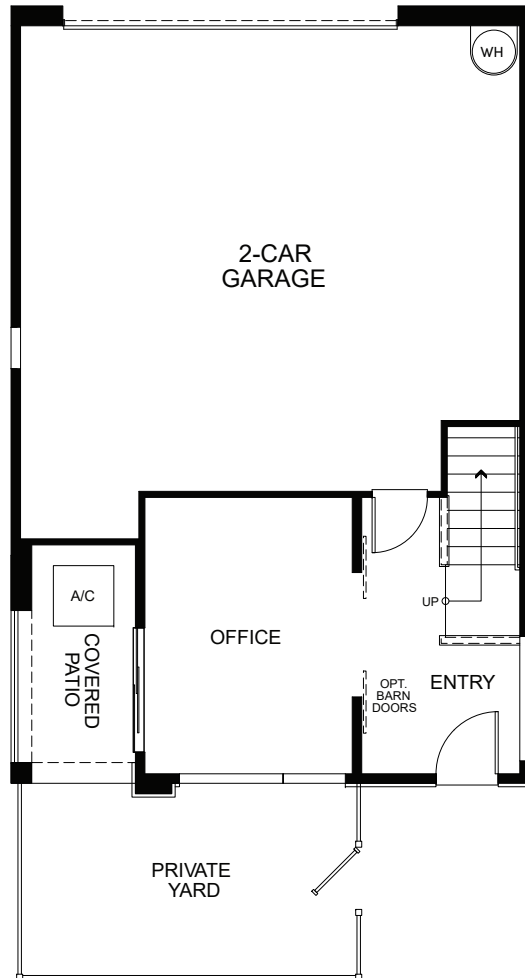 WH
2-CAR
GARAGE
A/C
COVERED
PATIO
OFFICE
UP
OPT.
BARN
DOORS
ENTRY
PRIVATE
YARD